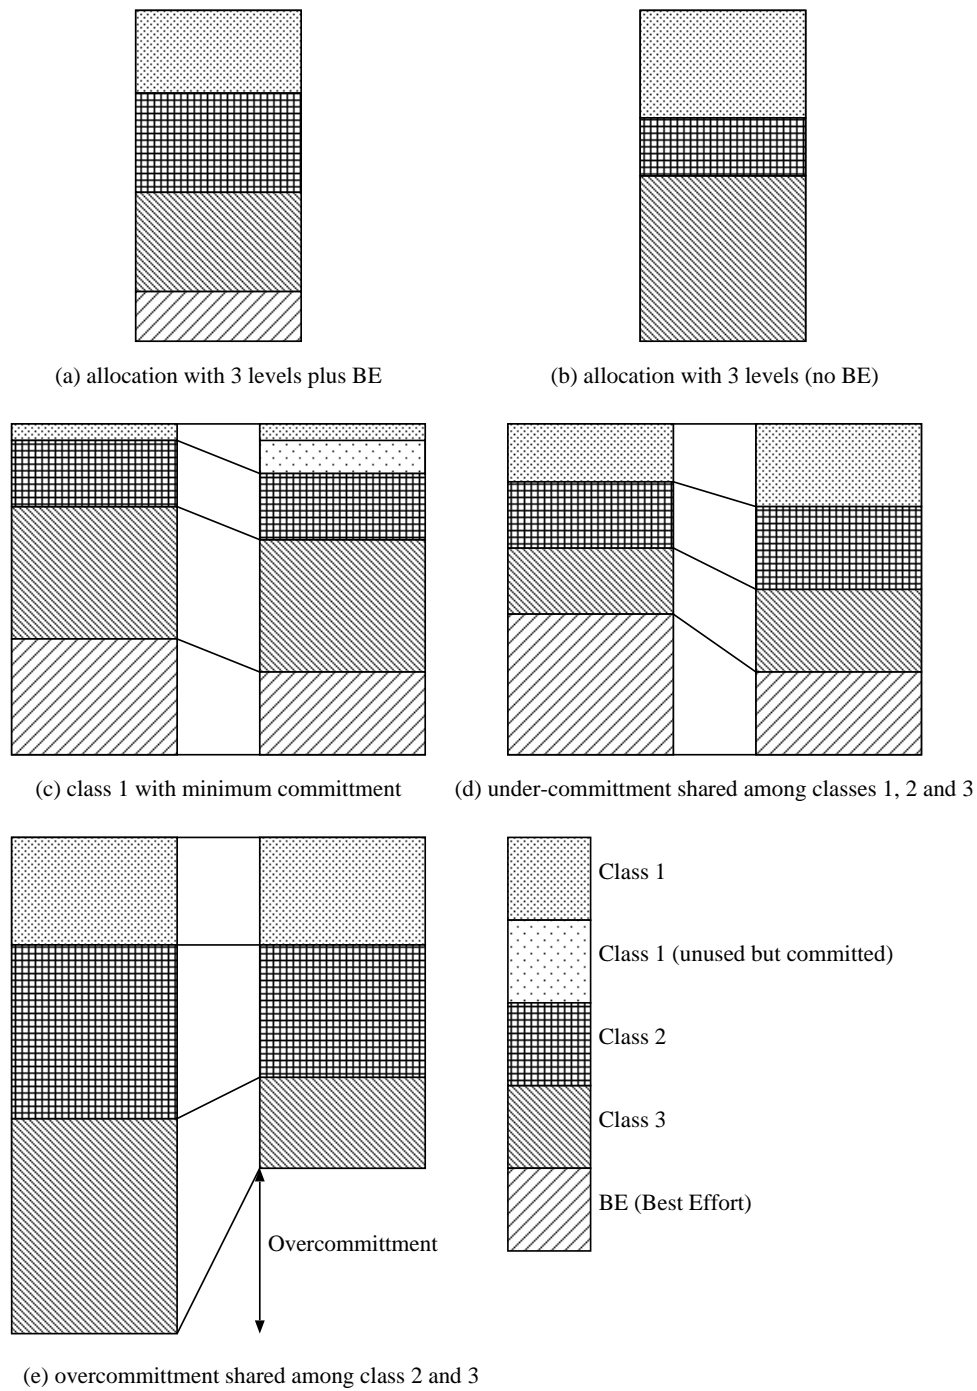 (a) allocation with 3 levels plus BE
(b) allocation with 3 levels (no BE)
(c) class 1 with minimum committment
(d) under-committment shared among classes 1, 2 and 3
Class 1
Class 1 (unused but committed)
Class 2
Class 3
BE (Best Effort)
Overcommittment
(e) overcommittment shared among class 2 and 3